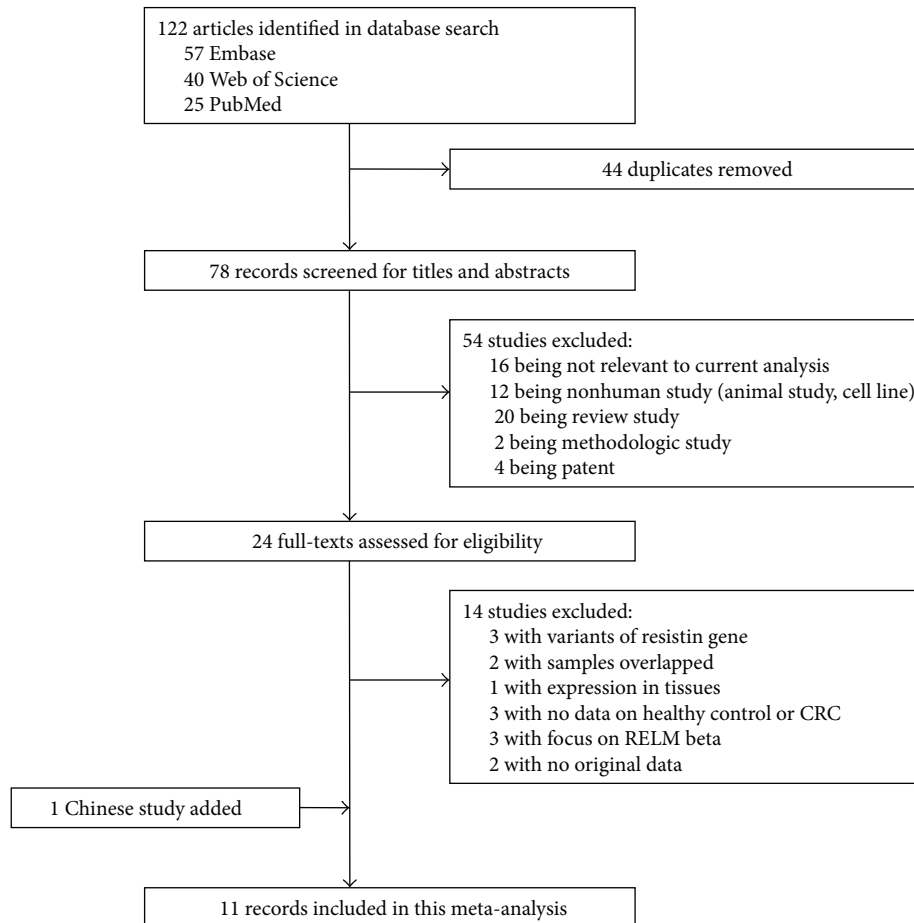 122 articles identified in database search
57 Embase
40 Web of Science
25 PubMed
44 duplicates removed
78 records screened for titles and abstracts
54 studies excluded:
16 being not relevant to current analysis
12 being nonhuman study (animal study, cell line)
20 being review study
2 being methodologic study
4 being patent
24 full-texts assessed for eligibility
14 studies excluded:
3 with variants of resistin gene
2 with samples overlapped
1 with expression in tissues
3 with no data on healthy control or CRC
3 with focus on RELM beta
2 with no original data
1 Chinese study added
11 records included in this meta-analysis